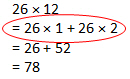 26 × 12
= 26 × 1 + 26 × 2
= 26 + 52
= 78